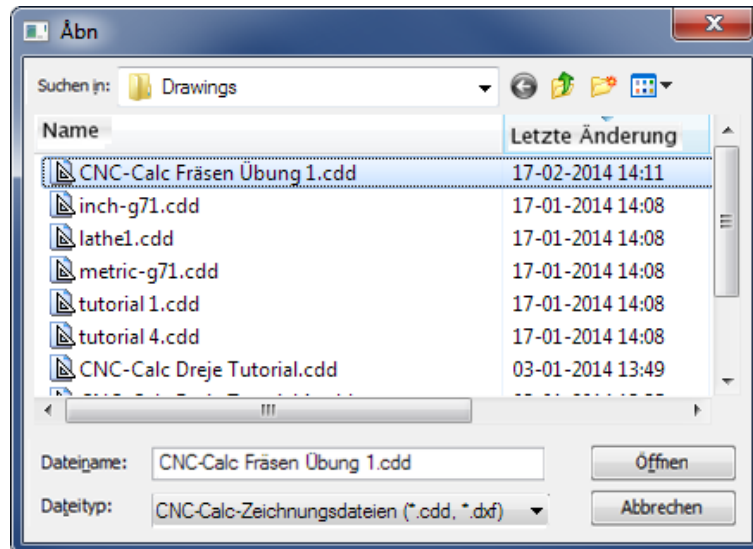 Åbn
Suchen in: Drawings
Name Letzte Änderung
CNC-Calc Fräsen Übung 1.cdd 17-02-2014 14:11
inch-g71.cdd 17-01-2014 14:08
lathe1.cdd 17-01-2014 14:08
metric-g71.cdd 17-01-2014 14:08
tutorial 1.cdd 17-01-2014 14:08
tutorial 4.cdd 17-01-2014 14:08
CNC-Calc Dreje Tutorial.cdd 03-01-2014 13:49
Dateiname: CNC-Calc Fräsen Übung 1.cdd Öffnen
Dateityp: CNC-Calc-Zeichnungsdateien (*.cdd, *.dxf) Abbrechen